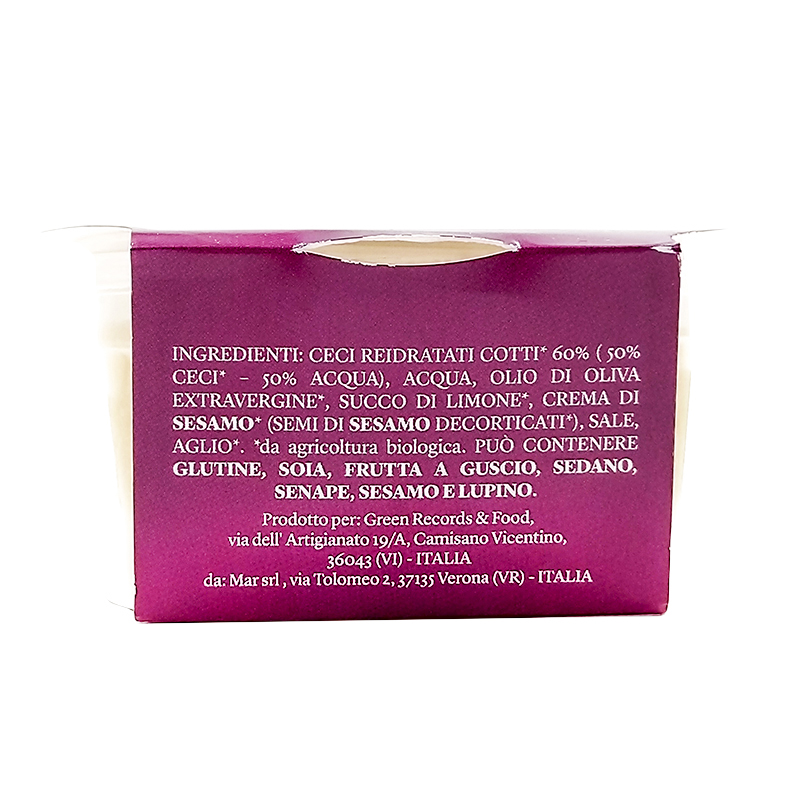 INGREDIENTI: CECI REIDRATATI COTTI* 60% ( 50%
CECI* – 50% ACQUA), ACQUA, OLIO DI OLIVA
EXTRAVERGINE*, SUCCO DI LIMONE*, CREMA DI
SESAMO* (SEMI DI SESAMO DECORTICATI*), SALE,
AGLIO*. *da agricoltura biologica. PUÒ CONTENERE
GLUTINE, SOIA, FRUTTA A GUSCIO, SEDANO,
SENAPE, SESAMO E LUPINO.
Prodotto per: Green Records & Food,
via dell' Artigianato 19/A, Camisano Vicentino,
36043 (VI) - ITALIA
da: Mar srl , via Tolomeo 2, 37135 Verona (VR) - ITALIA